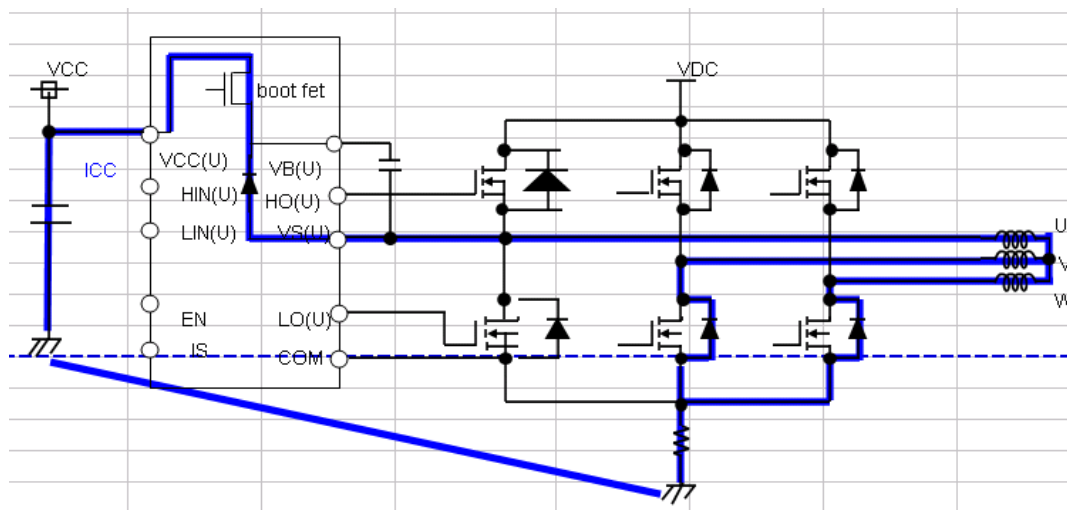 VCC
boot fet
VDC
VCC(U)
VB(U)
ICC
HIN(U)
HO(U)
LIN(U)
VS(U)
U
V
W
EN
LO(U)
IS
COM